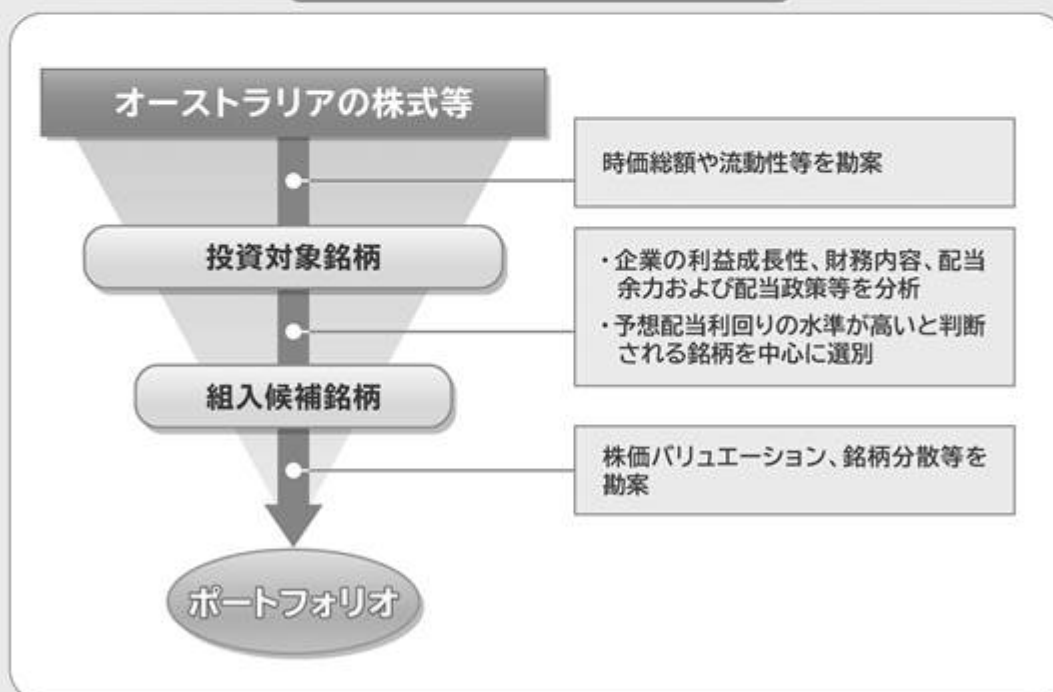 オーストラリアの株式等
時価総額や流動性等を勘案
投資対象銘柄
・企業の利益成長性、財務内容、配当
余力および配当政策等を分析
・予想配当利回りの水準が高いと判断
される銘柄を中心に選別
組入候補銘柄
株価バリュエーション、銘柄分散等を
勘案
ポートフォリオ